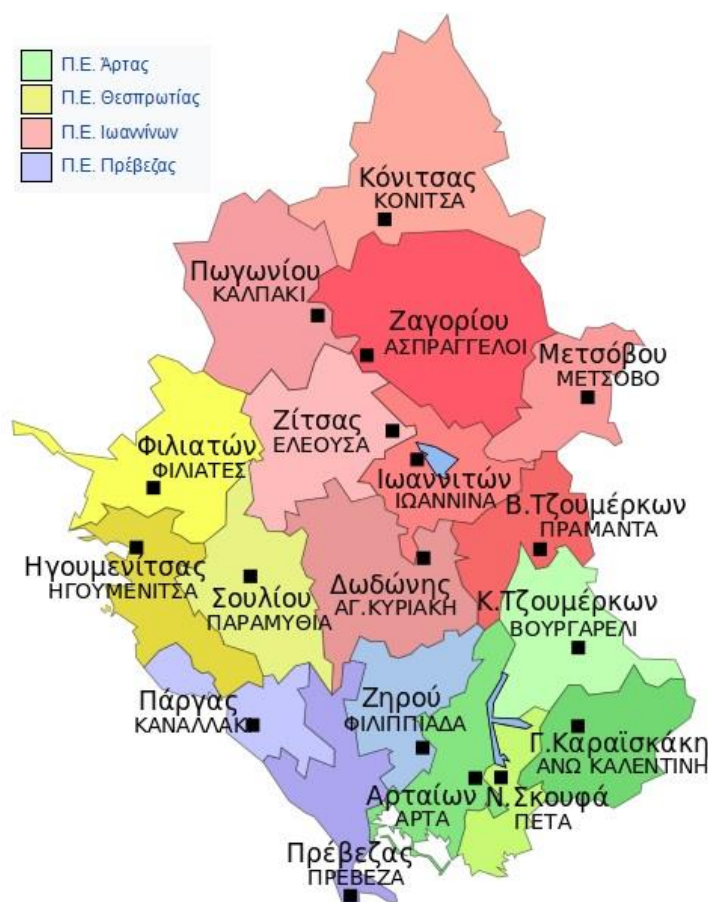 Π.Ε. Άρτας
Π.Ε. Θεσπρωτίας
Π.Ε. Ιωαννίνων
Π.Ε. Πρέβεζας
Κόνιτσας
ΚΟΝΙΤΣΑ
Πωγωνίου
ΚΑΛΠΑΚΙ
Ζαγορίου
ΑΣΠΡΑΓΓΕΛΟΙ
Μετσόβου
ΜΕΤΣΟΒΟ
Ζίτσας
ΕΛΕΟΥΣΑ
Φιλιατών
ΦΙΛΙΑΤΕΣ
Ιωαννιτών
ΙΩΑΝΝΙΝΑ
Β.Τζουμέρκων
ΠΡΑΜΑΝΤΑ
Ηγουμενίτσας
ΗΓΟΥΜΕΝΙΤΣΑ
Σουλίου
ΠΑΡΑΜΥΘΙΑ
Δωδώνης
ΑΓ.ΚΥΡΙΑΚΗ
Κ.Τζουμέρκων
ΒΟΥΡΓΑΡΕΛΙ
Πάργας
ΚΑΝΑΛΛΑΚΙ
Ζηρού
ΦΙΛΙΠΠΙΑΔΑ
Γ.Καραϊσκάκη
ΑΝΩ ΚΑΛΕΝΤΙΝΗ
Αρταίων
ΑΡΤΑ
Ν.Σκουφά
ΠΕΤΑ
Πρέβεζας
ΠΡΕΒΕΖΑ